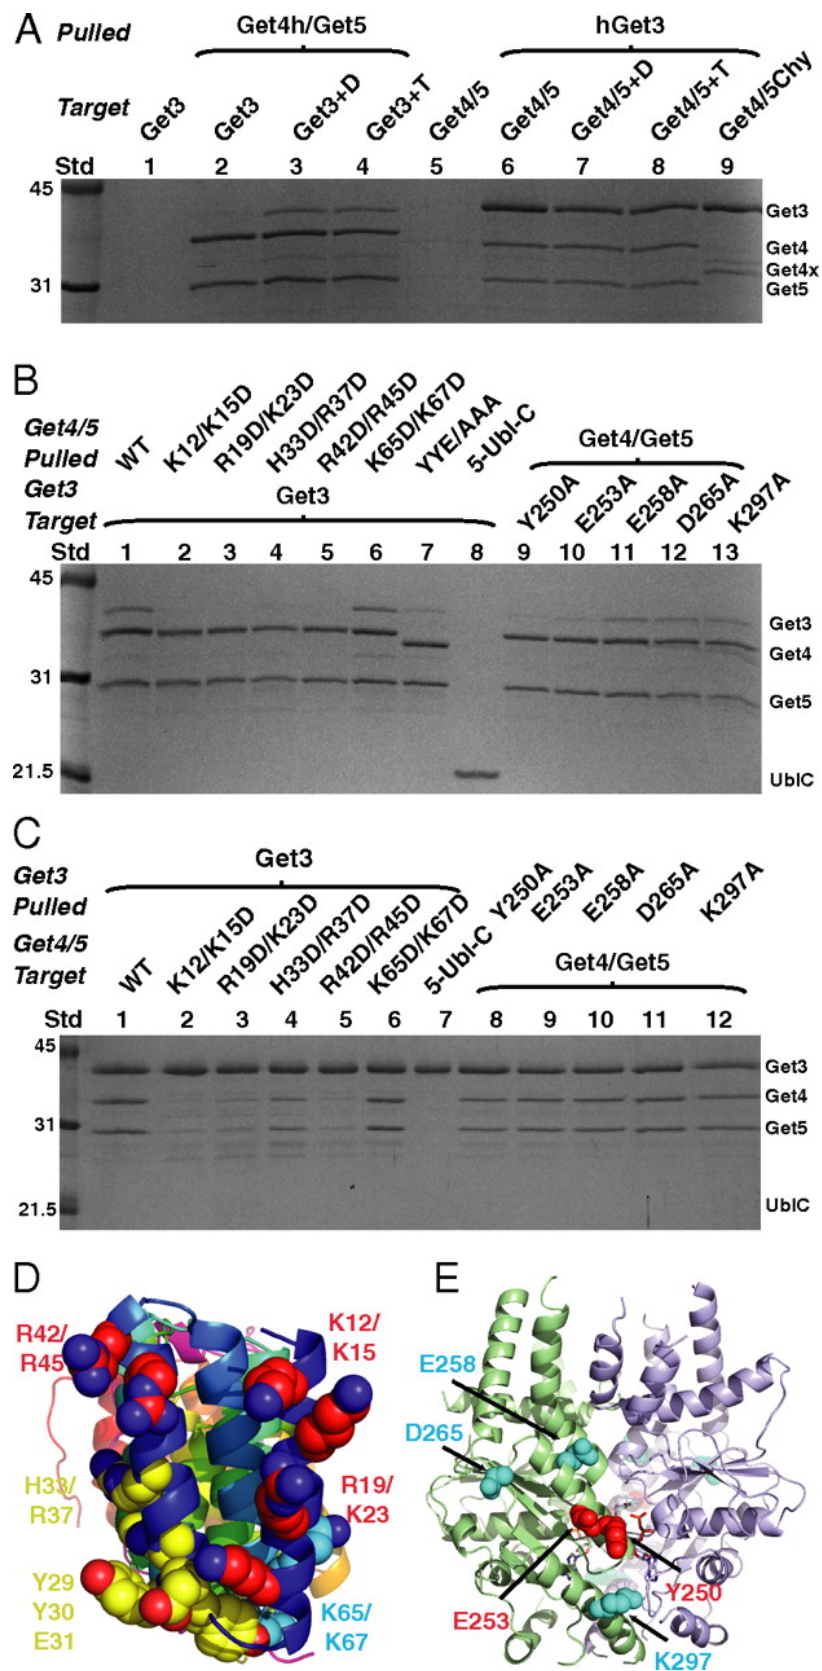 A
Pulled
Get4h/Get5
hGet3
Target
Get3
Get3
Get3+D
Get3+T
Get4/5
Get4/5
Get4/5+D
Get4/5+T
Get4/5Chy
Std 1 2 3 4 5 6 7 8 9
45
31
Get3
Get4
Get4x
Get5
B
Get4/5
Pulled
Get3
Target
WT
K12/K15D
R19D/K23D
H33D/R37D
R42D/R45D
K65D/K67D
YYE/AAA
5-Ubl-C
Get3
Get4/Get5
Y250A
E253A
E258A
D265A
K297A
Std 1 2 3 4 5 6 7 8 9 10 11 12 13
45
31
21.5
Get3
Get4
Get5
UblC
C
Get3
Pulled
Get4/5
Target
Get3
WT
K12/K15D
R19D/K23D
H33D/R37D
R42D/R45D
K65D/K67D
5-Ubl-C
Y250A
E253A
E258A
D265A
K297A
Get4/Get5
Std 1 2 3 4 5 6 7 8 9 10 11 12
45
31
21.5
Get3
Get4
Get5
UblC
D
R42/
R45
K12/
K15
H33/
R37
R19/
K23
Y29
Y30
E31
K65/
K67
E
E258
D265
E253
Y250
K297